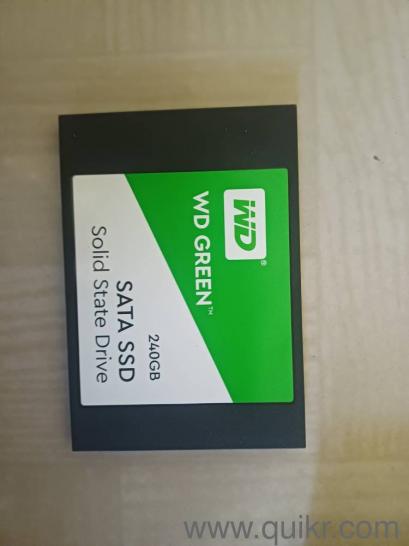 WD®
WD GREEN™
240GB
SATA SSD
Solid State Drive
www.quikr.com